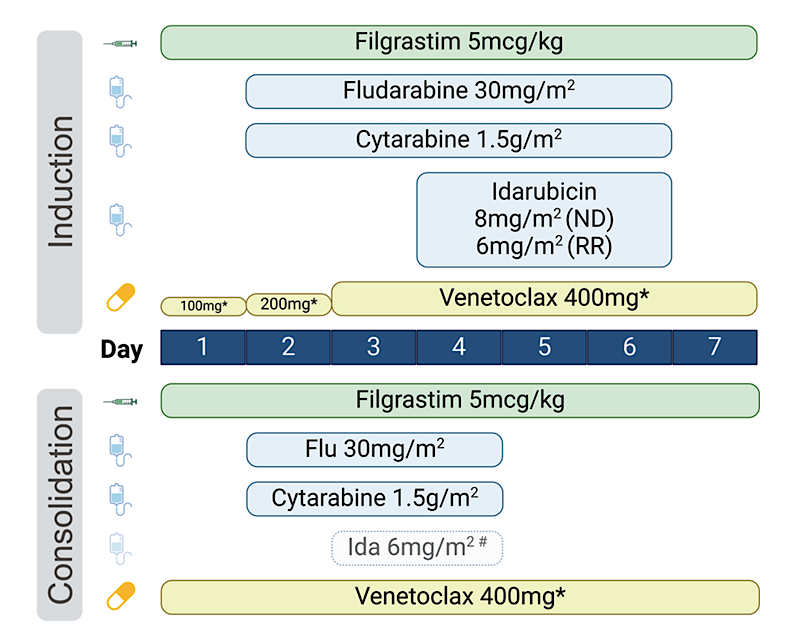 Induction
Filgrastim 5mcg/kg
Fludarabine 30mg/m²
Cytarabine 1.5g/m²
Idarubicin
8mg/m² (ND)
6mg/m² (RR)
100mg* 200mg* Venetoclax 400mg*
Day 1 2 3 4 5 6 7
Consolidation
Filgrastim 5mcg/kg
Flu 30mg/m²
Cytarabine 1.5g/m²
Ida 6mg/m² #
Venetoclax 400mg*